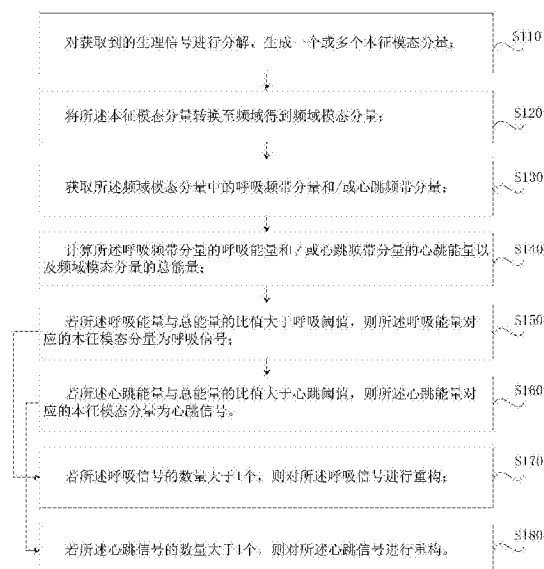 对获取到的生理信号进行分解、生成一个或多个本征模态分量；
S110
将所述本征模态分量转换至频域得到频域模态分量；
S120
获取所述频域模态分量中的呼吸频带分量和/或心跳频带分量；
S130
计算所述呼吸频带分量的呼吸能量和/或心跳频带分量的心跳能量以
及频域模态分量的总能量；
S140
若所述呼吸能量与总能量的比值大于呼吸阈值，则所述呼吸能量对
应的本征模态分量为呼吸信号；
S150
若所述心跳能量与总能量的比值大于心跳阈值，则所述心跳能量对
应的本征模态分量为心跳信号。
S160
若所述呼吸信号的数量大于1个，则对所述呼吸信号进行重构；
S170
若所述心跳信号的数量大于1个，则对所述心跳信号进行重构。
S180